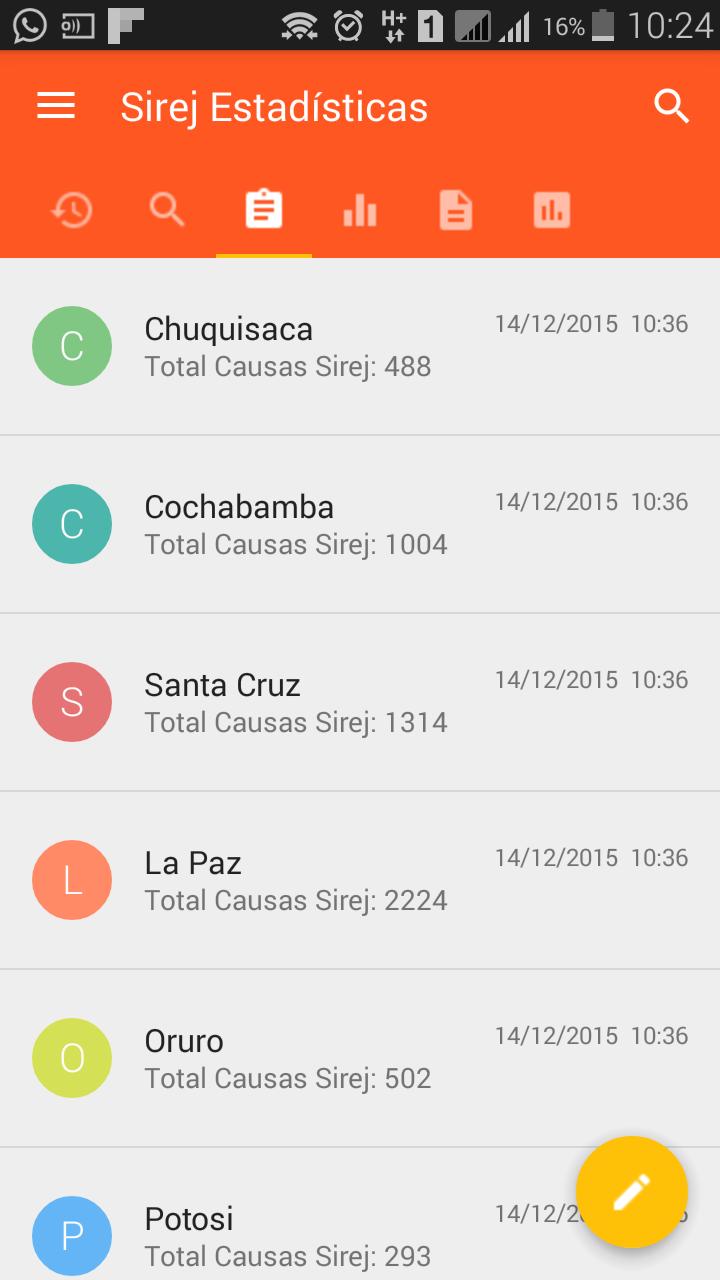 H+ 1 16% 10:24
Sirej Estadísticas
C Chuquisaca 14/12/2015 10:36
Total Causas Sirej: 488
C Cochabamba 14/12/2015 10:36
Total Causas Sirej: 1004
S Santa Cruz 14/12/2015 10:36
Total Causas Sirej: 1314
L La Paz 14/12/2015 10:36
Total Causas Sirej: 2224
O Oruro 14/12/2015 10:36
Total Causas Sirej: 502
P Potosi 14/12/2
Total Causas Sirej: 293